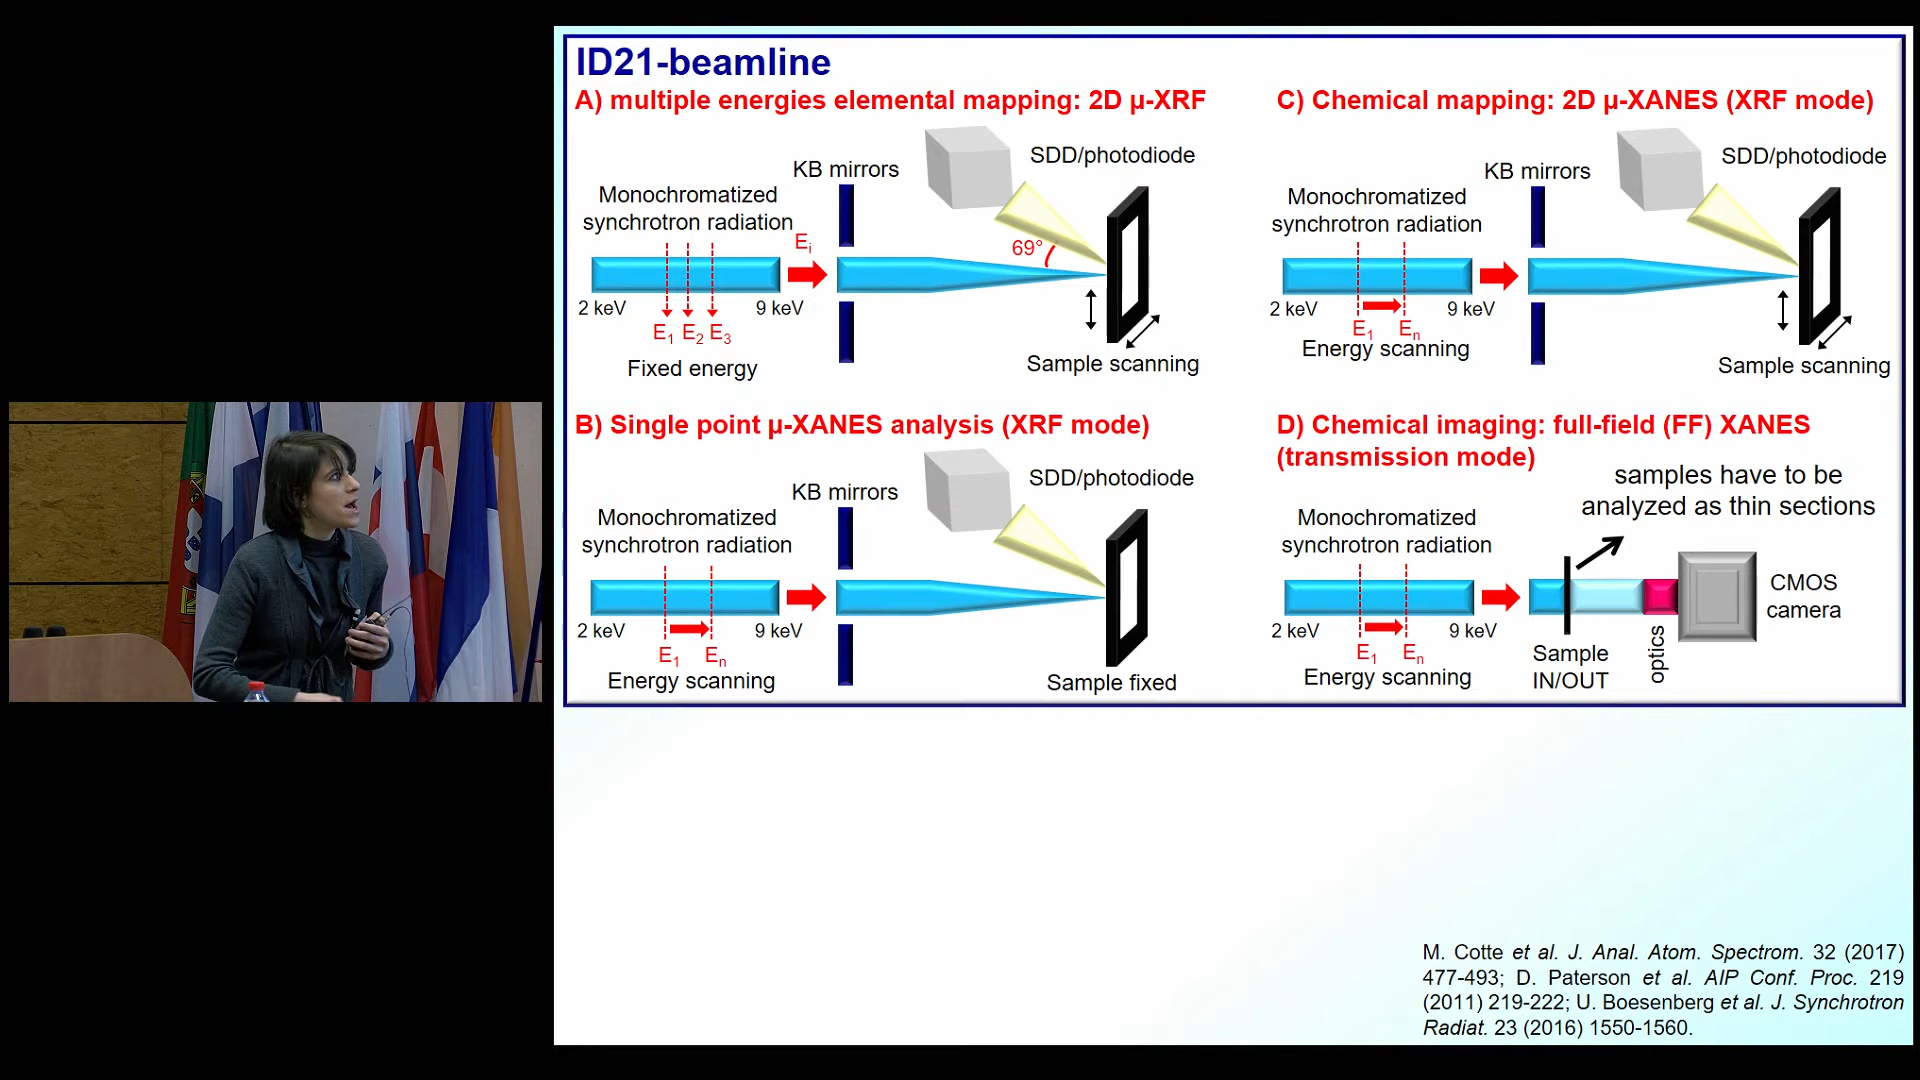 ID21-beamline
A) multiple energies elemental mapping: 2D µ-XRF
KB mirrors
SDD/photodiode
Monochromatized
synchrotron radiation
Ei
69°
2 keV
9 keV
E1 E2 E3
Fixed energy
Sample scanning
C) Chemical mapping: 2D µ-XANES (XRF mode)
KB mirrors
SDD/photodiode
Monochromatized
synchrotron radiation
2 keV
9 keV
E1 En
Energy scanning
Sample scanning
B) Single point µ-XANES analysis (XRF mode)
KB mirrors
SDD/photodiode
Monochromatized
synchrotron radiation
2 keV
9 keV
E1 En
Energy scanning
Sample fixed
D) Chemical imaging: full-field (FF) XANES
(transmission mode)
samples have to be
analyzed as thin sections
Monochromatized
synchrotron radiation
2 keV
9 keV
E1 En
Energy scanning
Sample
IN/OUT
optics
CMOS
camera
M. Cotte et al. J. Anal. Atom. Spectrom. 32 (2017)
477-493; D. Paterson et al. AIP Conf. Proc. 219
(2011) 219-222; U. Boesenberg et al. J. Synchrotron
Radiat. 23 (2016) 1550-1560.